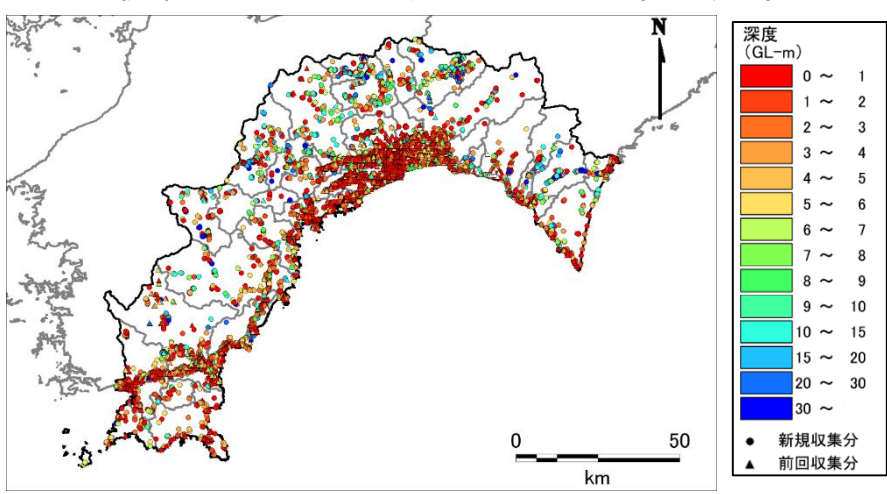 N
0 50
km
深度
(GL-m)
0 ～ 1
1 ～ 2
2 ～ 3
3 ～ 4
4 ～ 5
5 ～ 6
6 ～ 7
7 ～ 8
8 ～ 9
9 ～ 10
10 ～ 15
15 ～ 20
20 ～ 30
30 ～
● 新規収集分
▲ 前回収集分